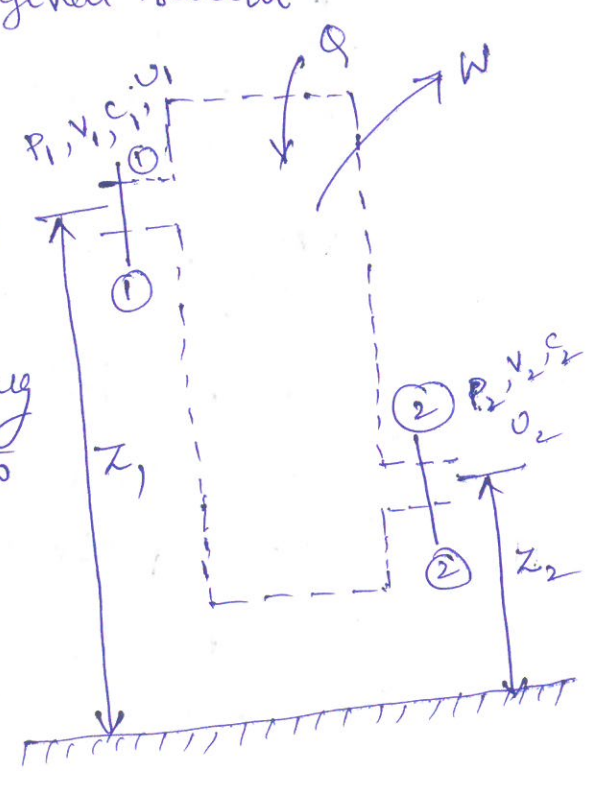 Q
W
P₁, V₁, C₁, U₁
①
①
Z₁
②
P₂, V₂, C₂
U₂
②
Z₂